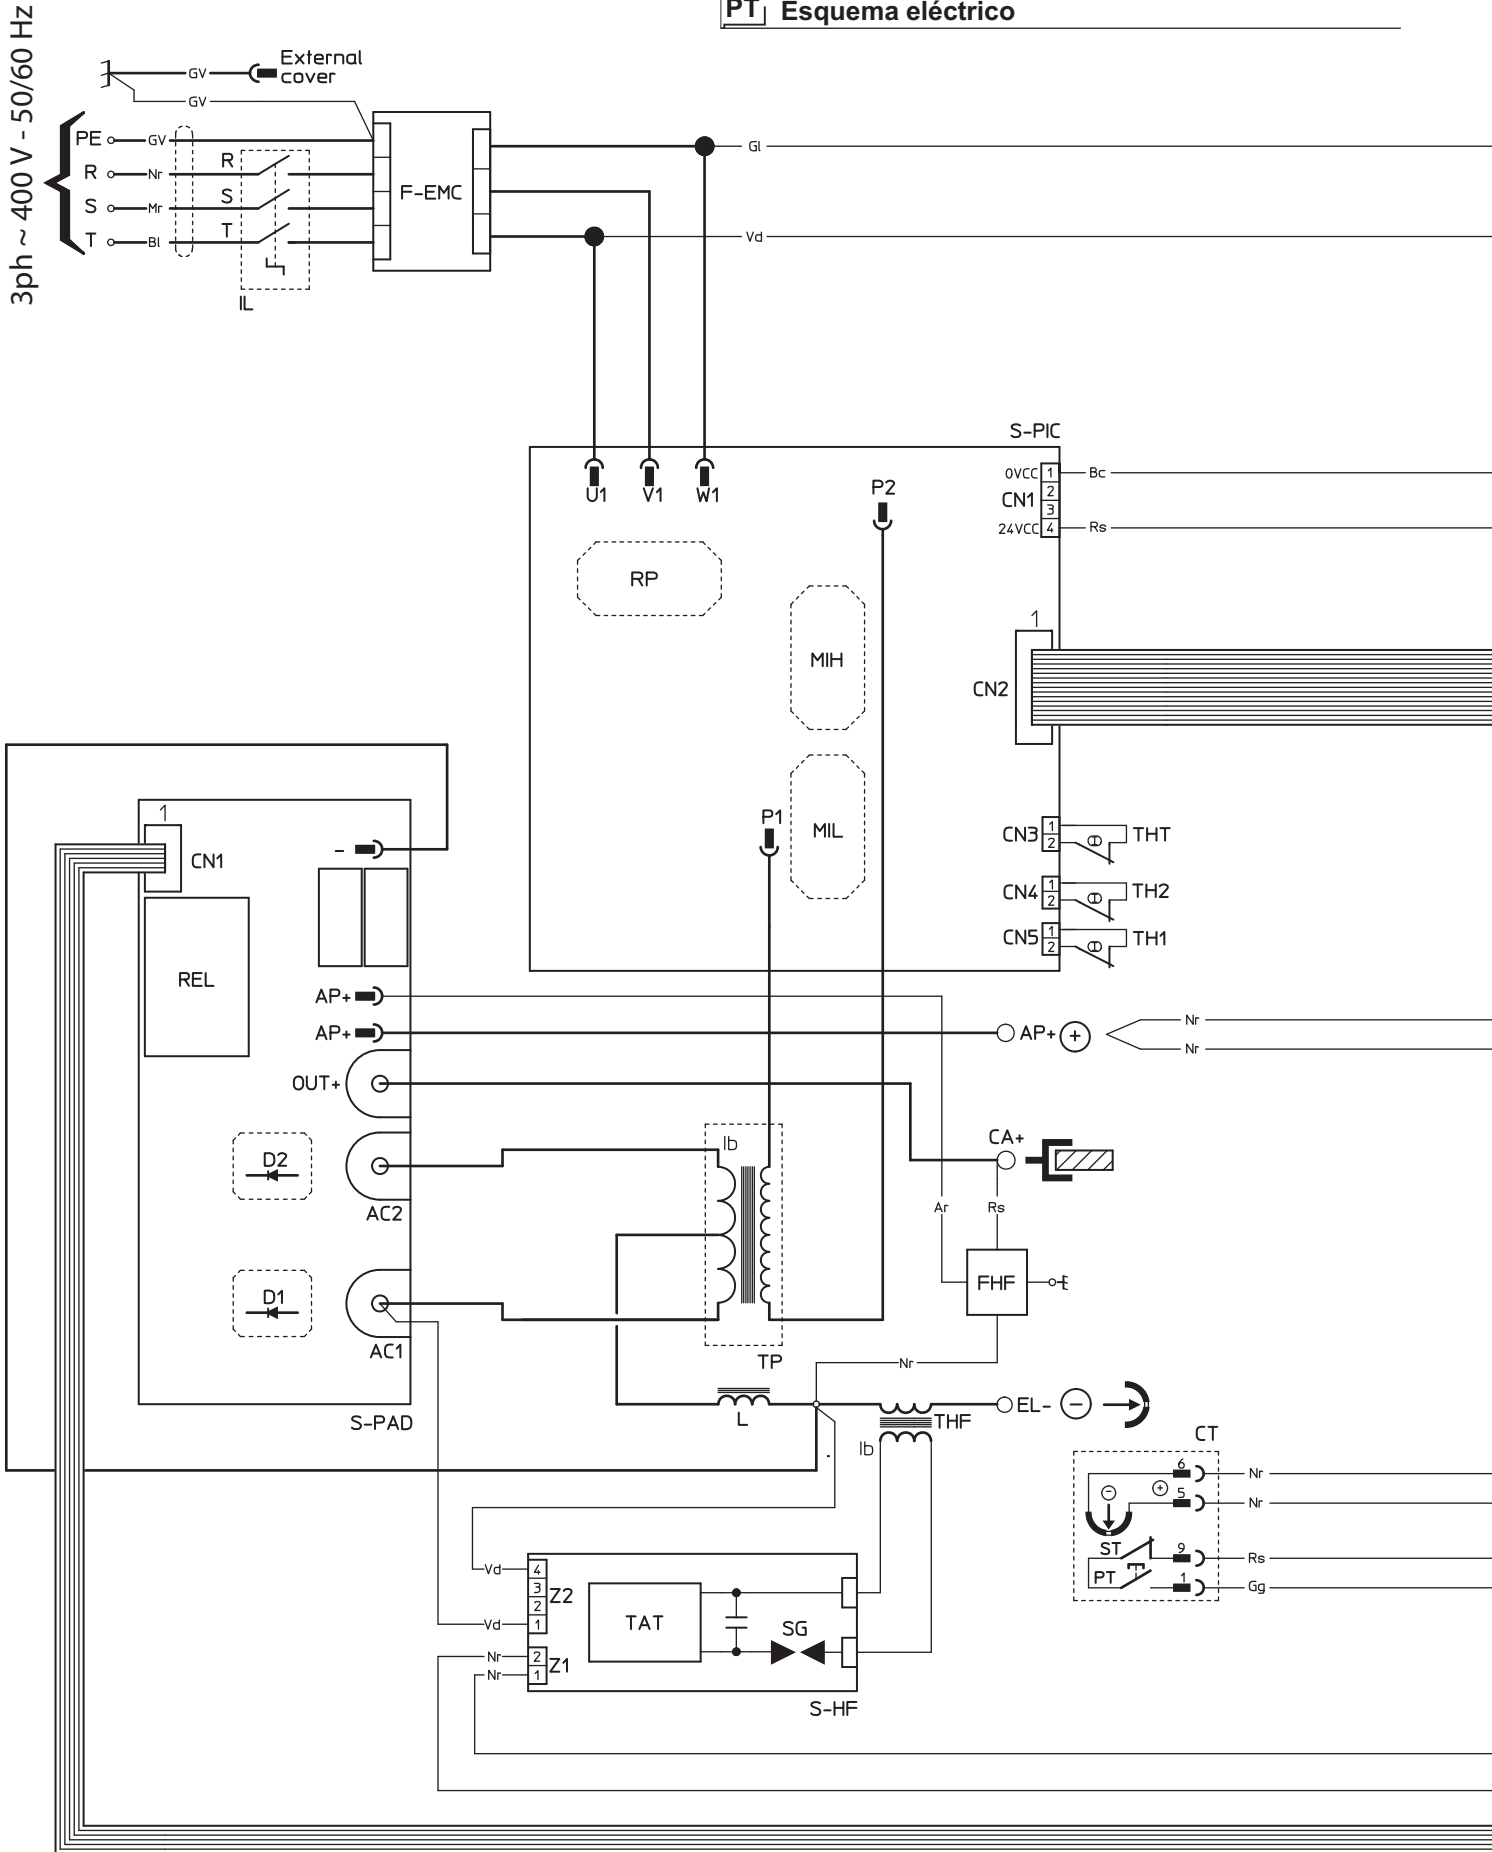 PT Esquema eléctrico
3ph ~ 400 V - 50/60 Hz
External
cover
GV
GV
PE GV
R Nr R
S Mr S
T Bl T
IL
F-EMC
Gl
Vd
S-PIC
U1 V1 W1
P2
0VCC 1 Bc
CN1 2
3
24VCC 4 Rs
RP
MIH
1
CN2
MIL
P1
CN3 1 2 THT
CN4 1 2 TH2
CN5 1 2 TH1
1
CN1
-
REL
AP+
AP+
AP+ +
Nr
Nr
OUT+
D2
AC2
D1
AC1
S-PAD
Ib
TP
CA+
Ar Rs
FHF
Nr
L
THF
Ib
EL- -
CT
6 Nr
- + 5 Nr
ST 9 Rs
PT 1 Gg
Vd 4
3 Z2
2
Vd 1
Nr 2 Z1
Nr 1
TAT
SG
S-HF